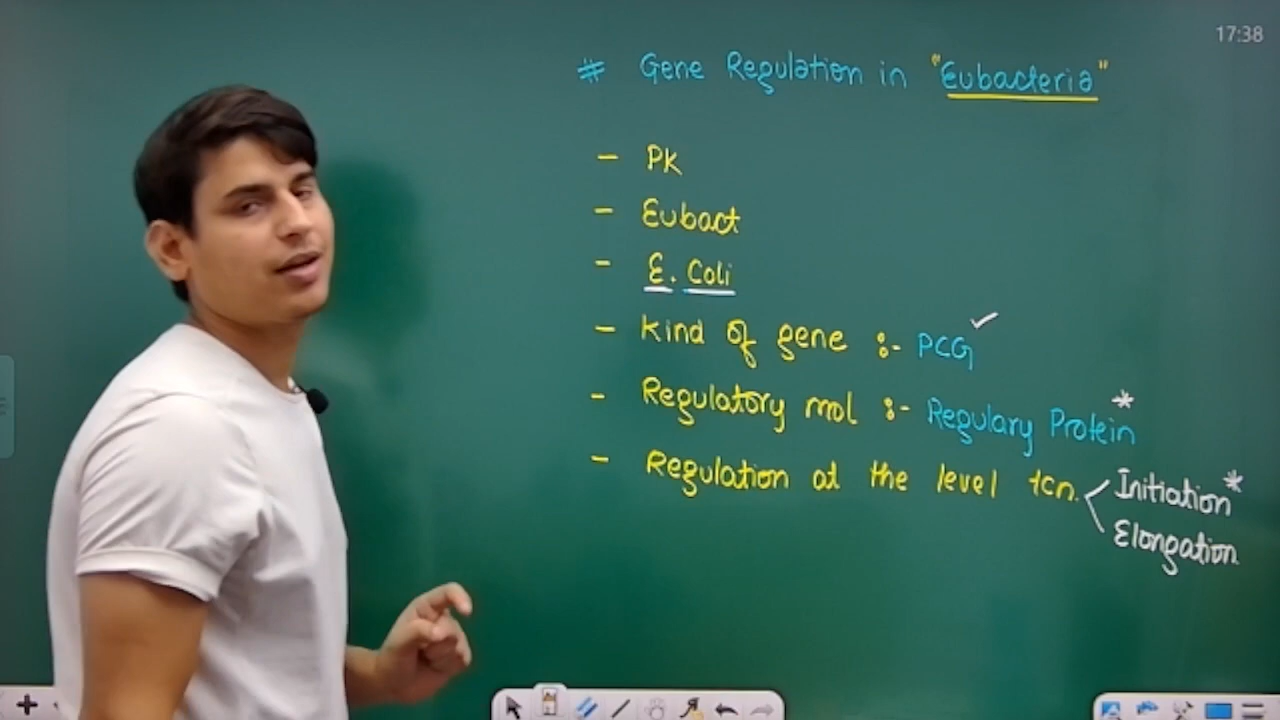 17:38
# Gene Regulation in "Eubacteria"
- PK
- Eubact
- E. Coli
- Kind of gene :- PCG ✓
- Regulatory mol :- Regulary Protein *
- Regulation at the level tcn. < Initiation *
Elongation